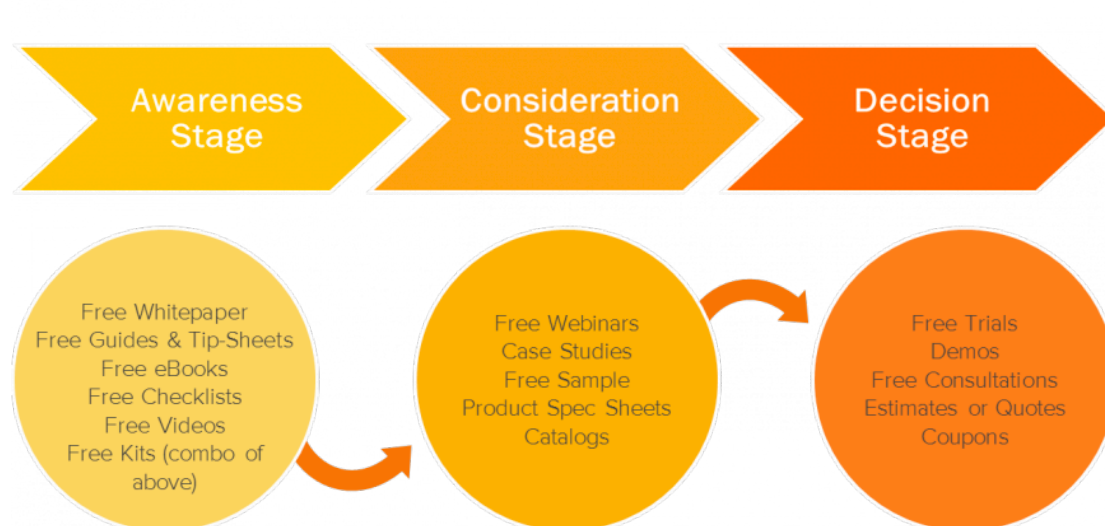 Awareness
Stage
Consideration
Stage
Decision
Stage
Free Whitepaper
Free Guides & Tip-Sheets
Free eBooks
Free Checklists
Free Videos
Free Kits (combo of
above)
Free Webinars
Case Studies
Free Sample
Product Spec Sheets
Catalogs
Free Trials
Demos
Free Consultations
Estimates or Quotes
Coupons